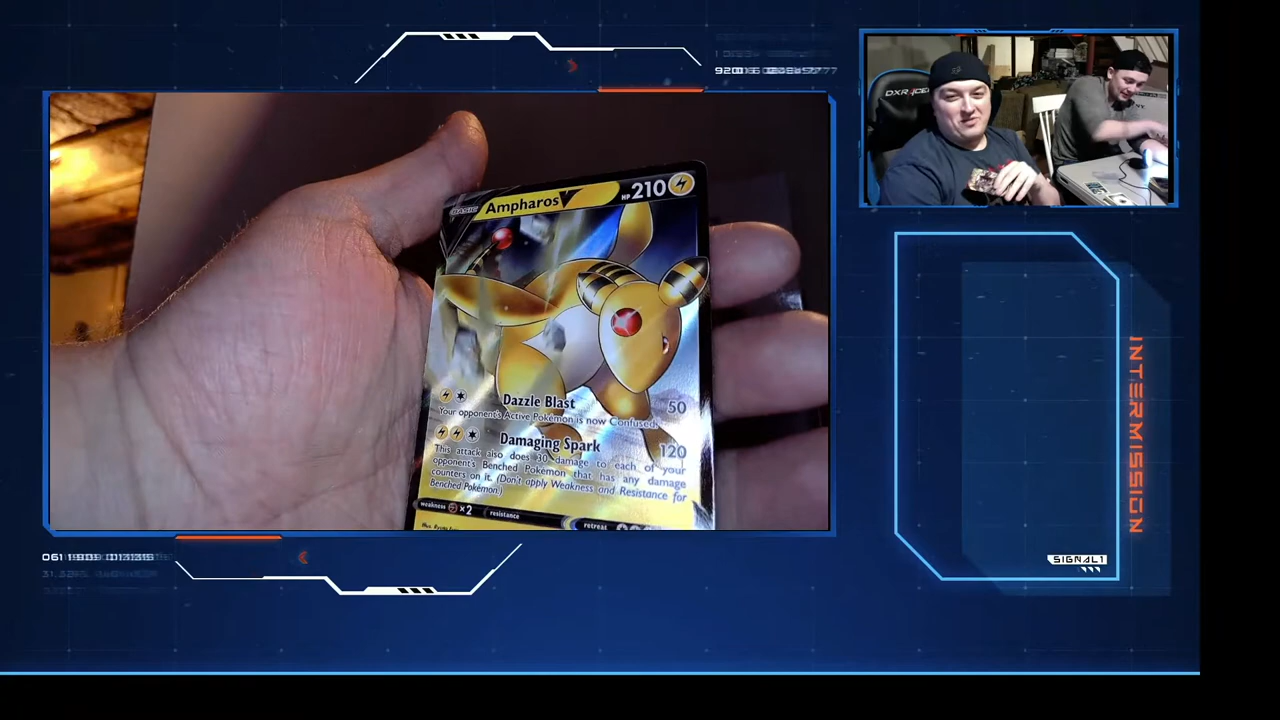 DXRACER
BASIC Ampharos V HP 210
Dazzle Blast 50
Your opponent's Active Pokémon is now Confused.
Damaging Spark 120
This attack also does 30 damage to each of your
opponent's Benched Pokémon that has any damage
counters on it. (Don't apply Weakness and Resistance for
Benched Pokémon.)
weakness ×2 resistance retreat
INTERMISSION
SIGNAL1